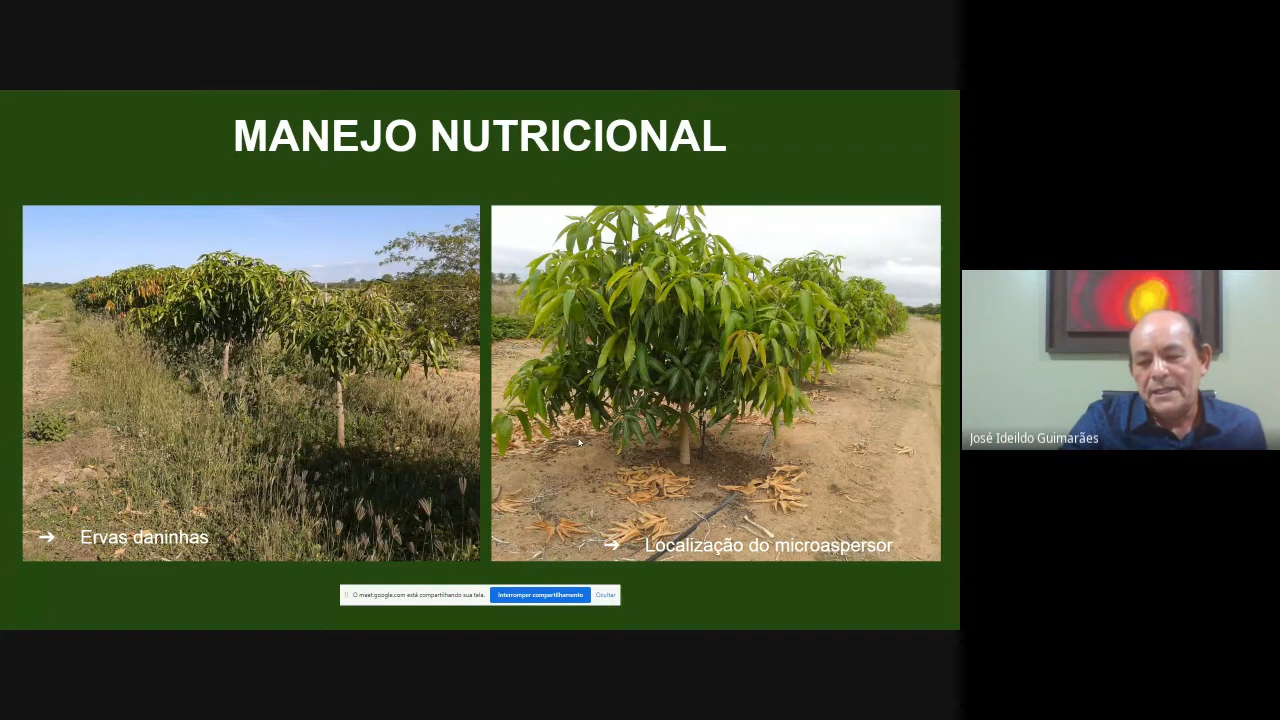 MANEJO NUTRICIONAL
➔ Ervas daninhas
➔ Localização do microaspersor
O meet.google.com está compartilhando sua tela. Interromper compartilhamento Ocultar
José Ideildo Guimarães